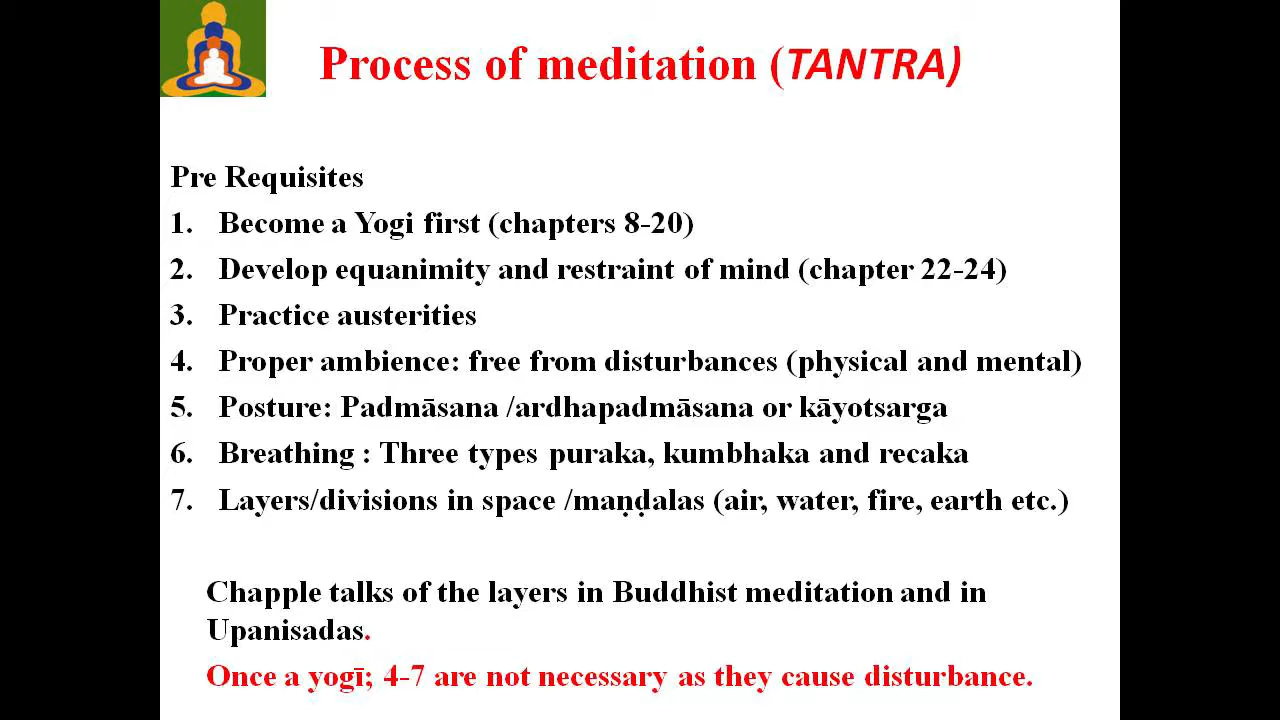 Process of meditation (TANTRA)
Pre Requisites
1. Become a Yogi first (chapters 8-20)
2. Develop equanimity and restraint of mind (chapter 22-24)
3. Practice austerities
4. Proper ambience: free from disturbances (physical and mental)
5. Posture: Padmāsana /ardhapadmāsana or kāyotsarga
6. Breathing : Three types puraka, kumbhaka and recaka
7. Layers/divisions in space /maṇḍalas (air, water, fire, earth etc.)
Chapple talks of the layers in Buddhist meditation and in
Upanisadas.
Once a yogī; 4-7 are not necessary as they cause disturbance.